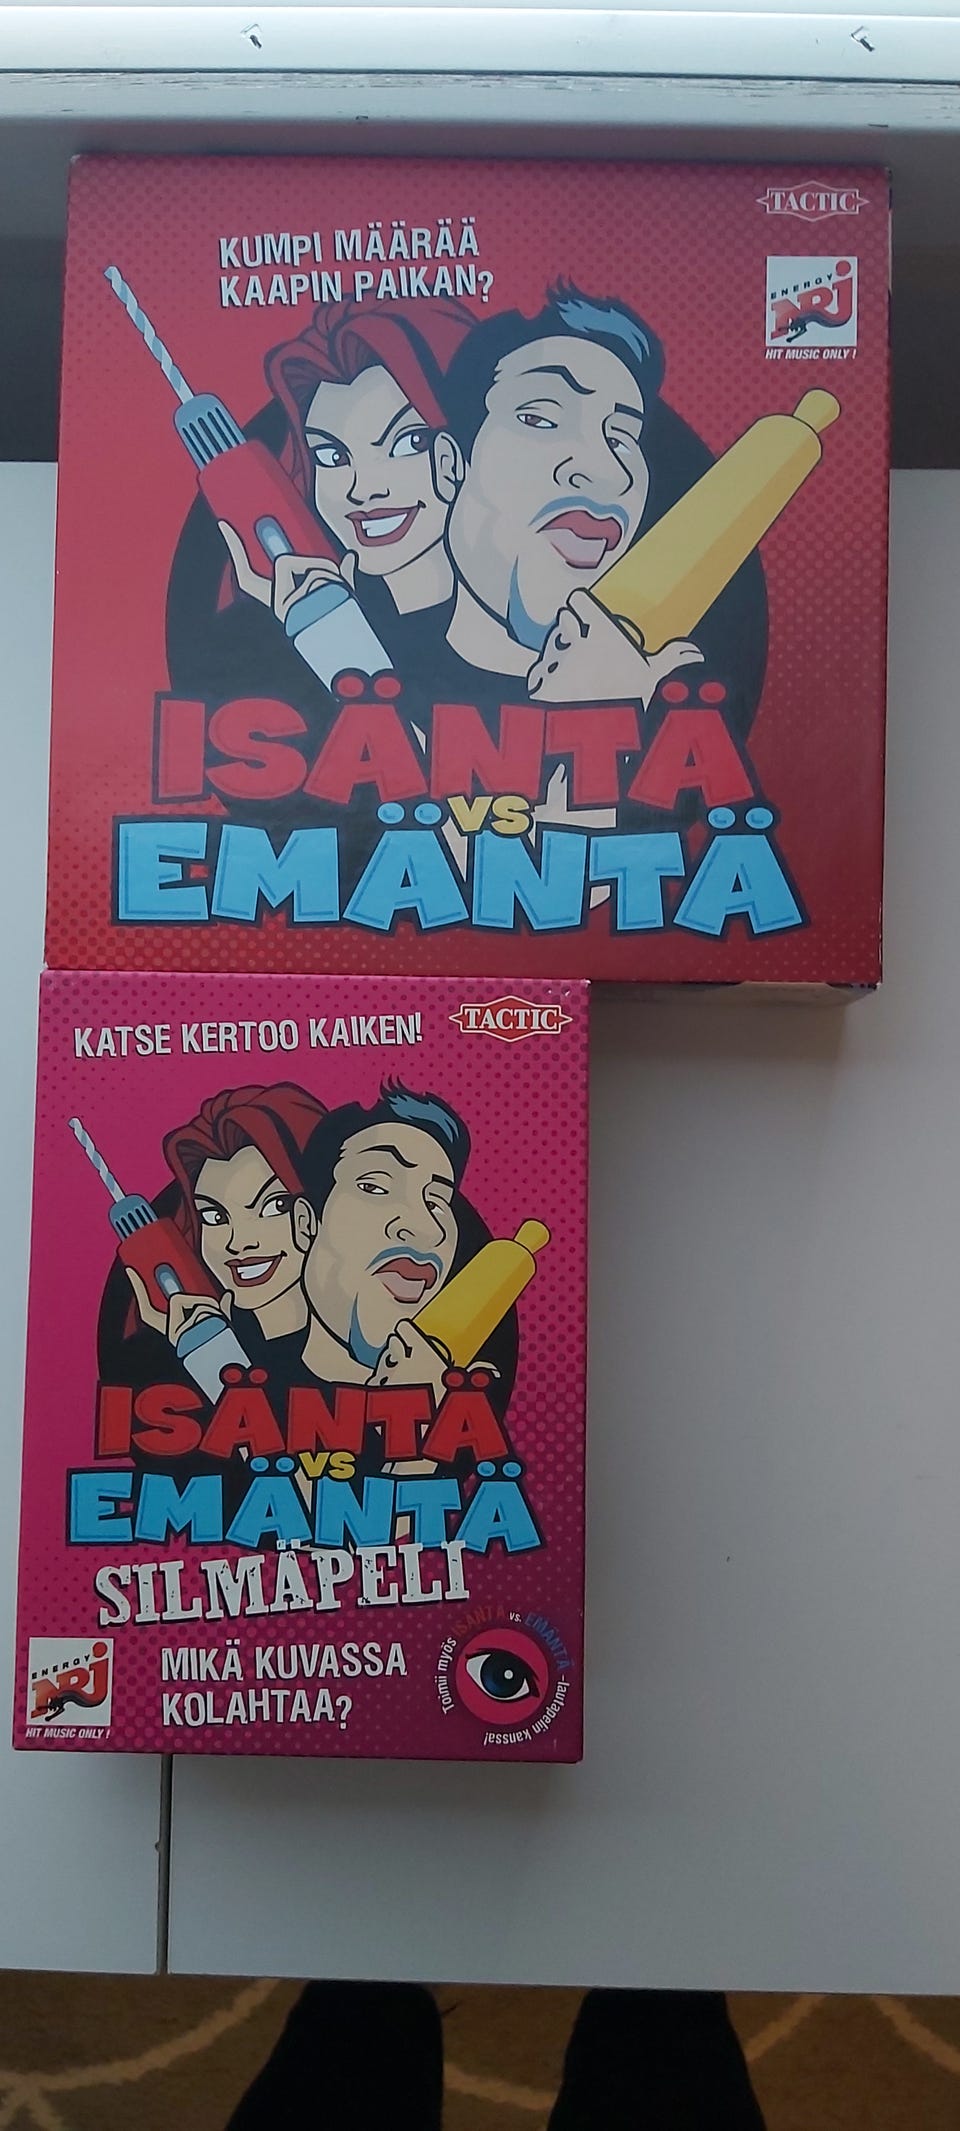 TACTIC
KUMPI MÄÄRÄÄ
KAAPIN PAIKAN?
ENERGY
NRJ
HIT MUSIC ONLY!
ISÄNTÄ
VS
EMÄNTÄ
TACTIC
KATSE KERTOO KAIKEN!
ISÄNTÄ
VS
EMÄNTÄ
SILMÄPELI
ENERGY
NRJ
HIT MUSIC ONLY!
MIKÄ KUVASSA
KOLAHTAA?
Toimii myös ISÄNTÄ vs. EMÄNTÄ -lautapelin kanssa!